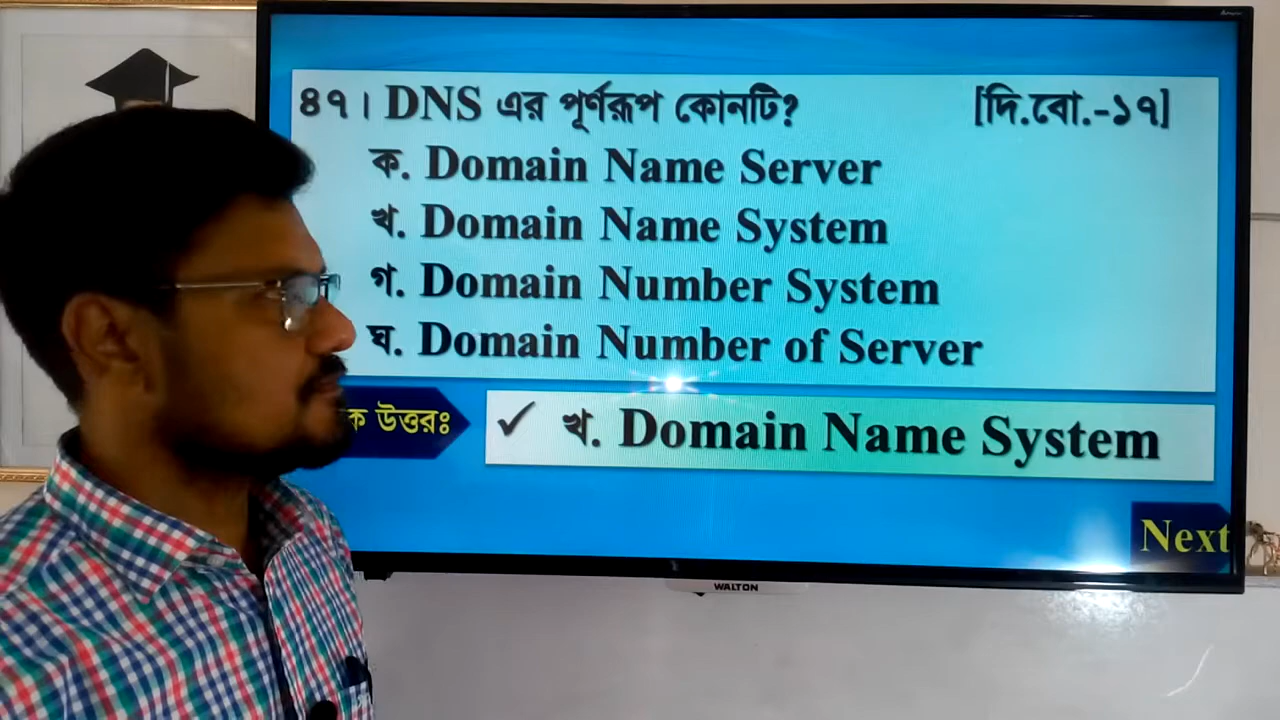 ৪৭। DNS এর পূর্ণরূপ কোনটি? [দি.বো.-১৭]
ক. Domain Name Server
খ. Domain Name System
গ. Domain Number System
ঘ. Domain Number of Server
ক উত্তরঃ ✓ খ. Domain Name System
Next
WALTON